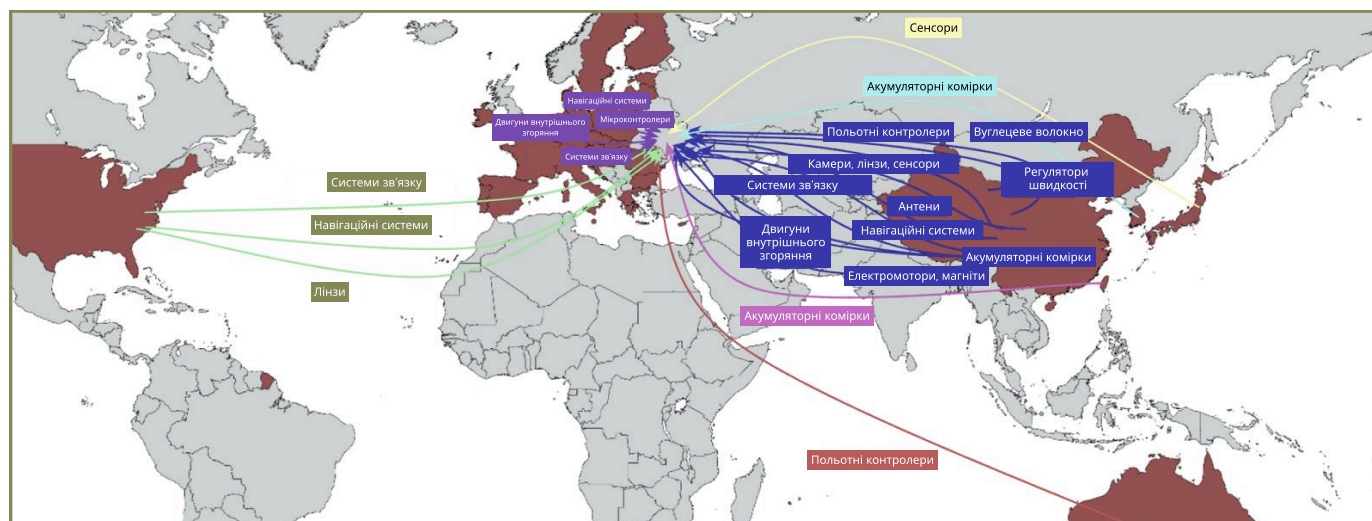 Сенсори
Акумуляторні комірки
Навігаційні системи
Мікроконтролери
Двигуни внутрішнього
згоряння
Системи зв'язку
Польотні контролери
Вуглецеве волокно
Камери, лінзи, сенсори
Регулятори
швидкості
Системи зв'язку
Антени
Двигуни
внутрішнього
згоряння
Навігаційні системи
Акумуляторні комірки
Електромотори, магніти
Акумуляторні комірки
Системи зв'язку
Навігаційні системи
Лінзи
Польотні контролери